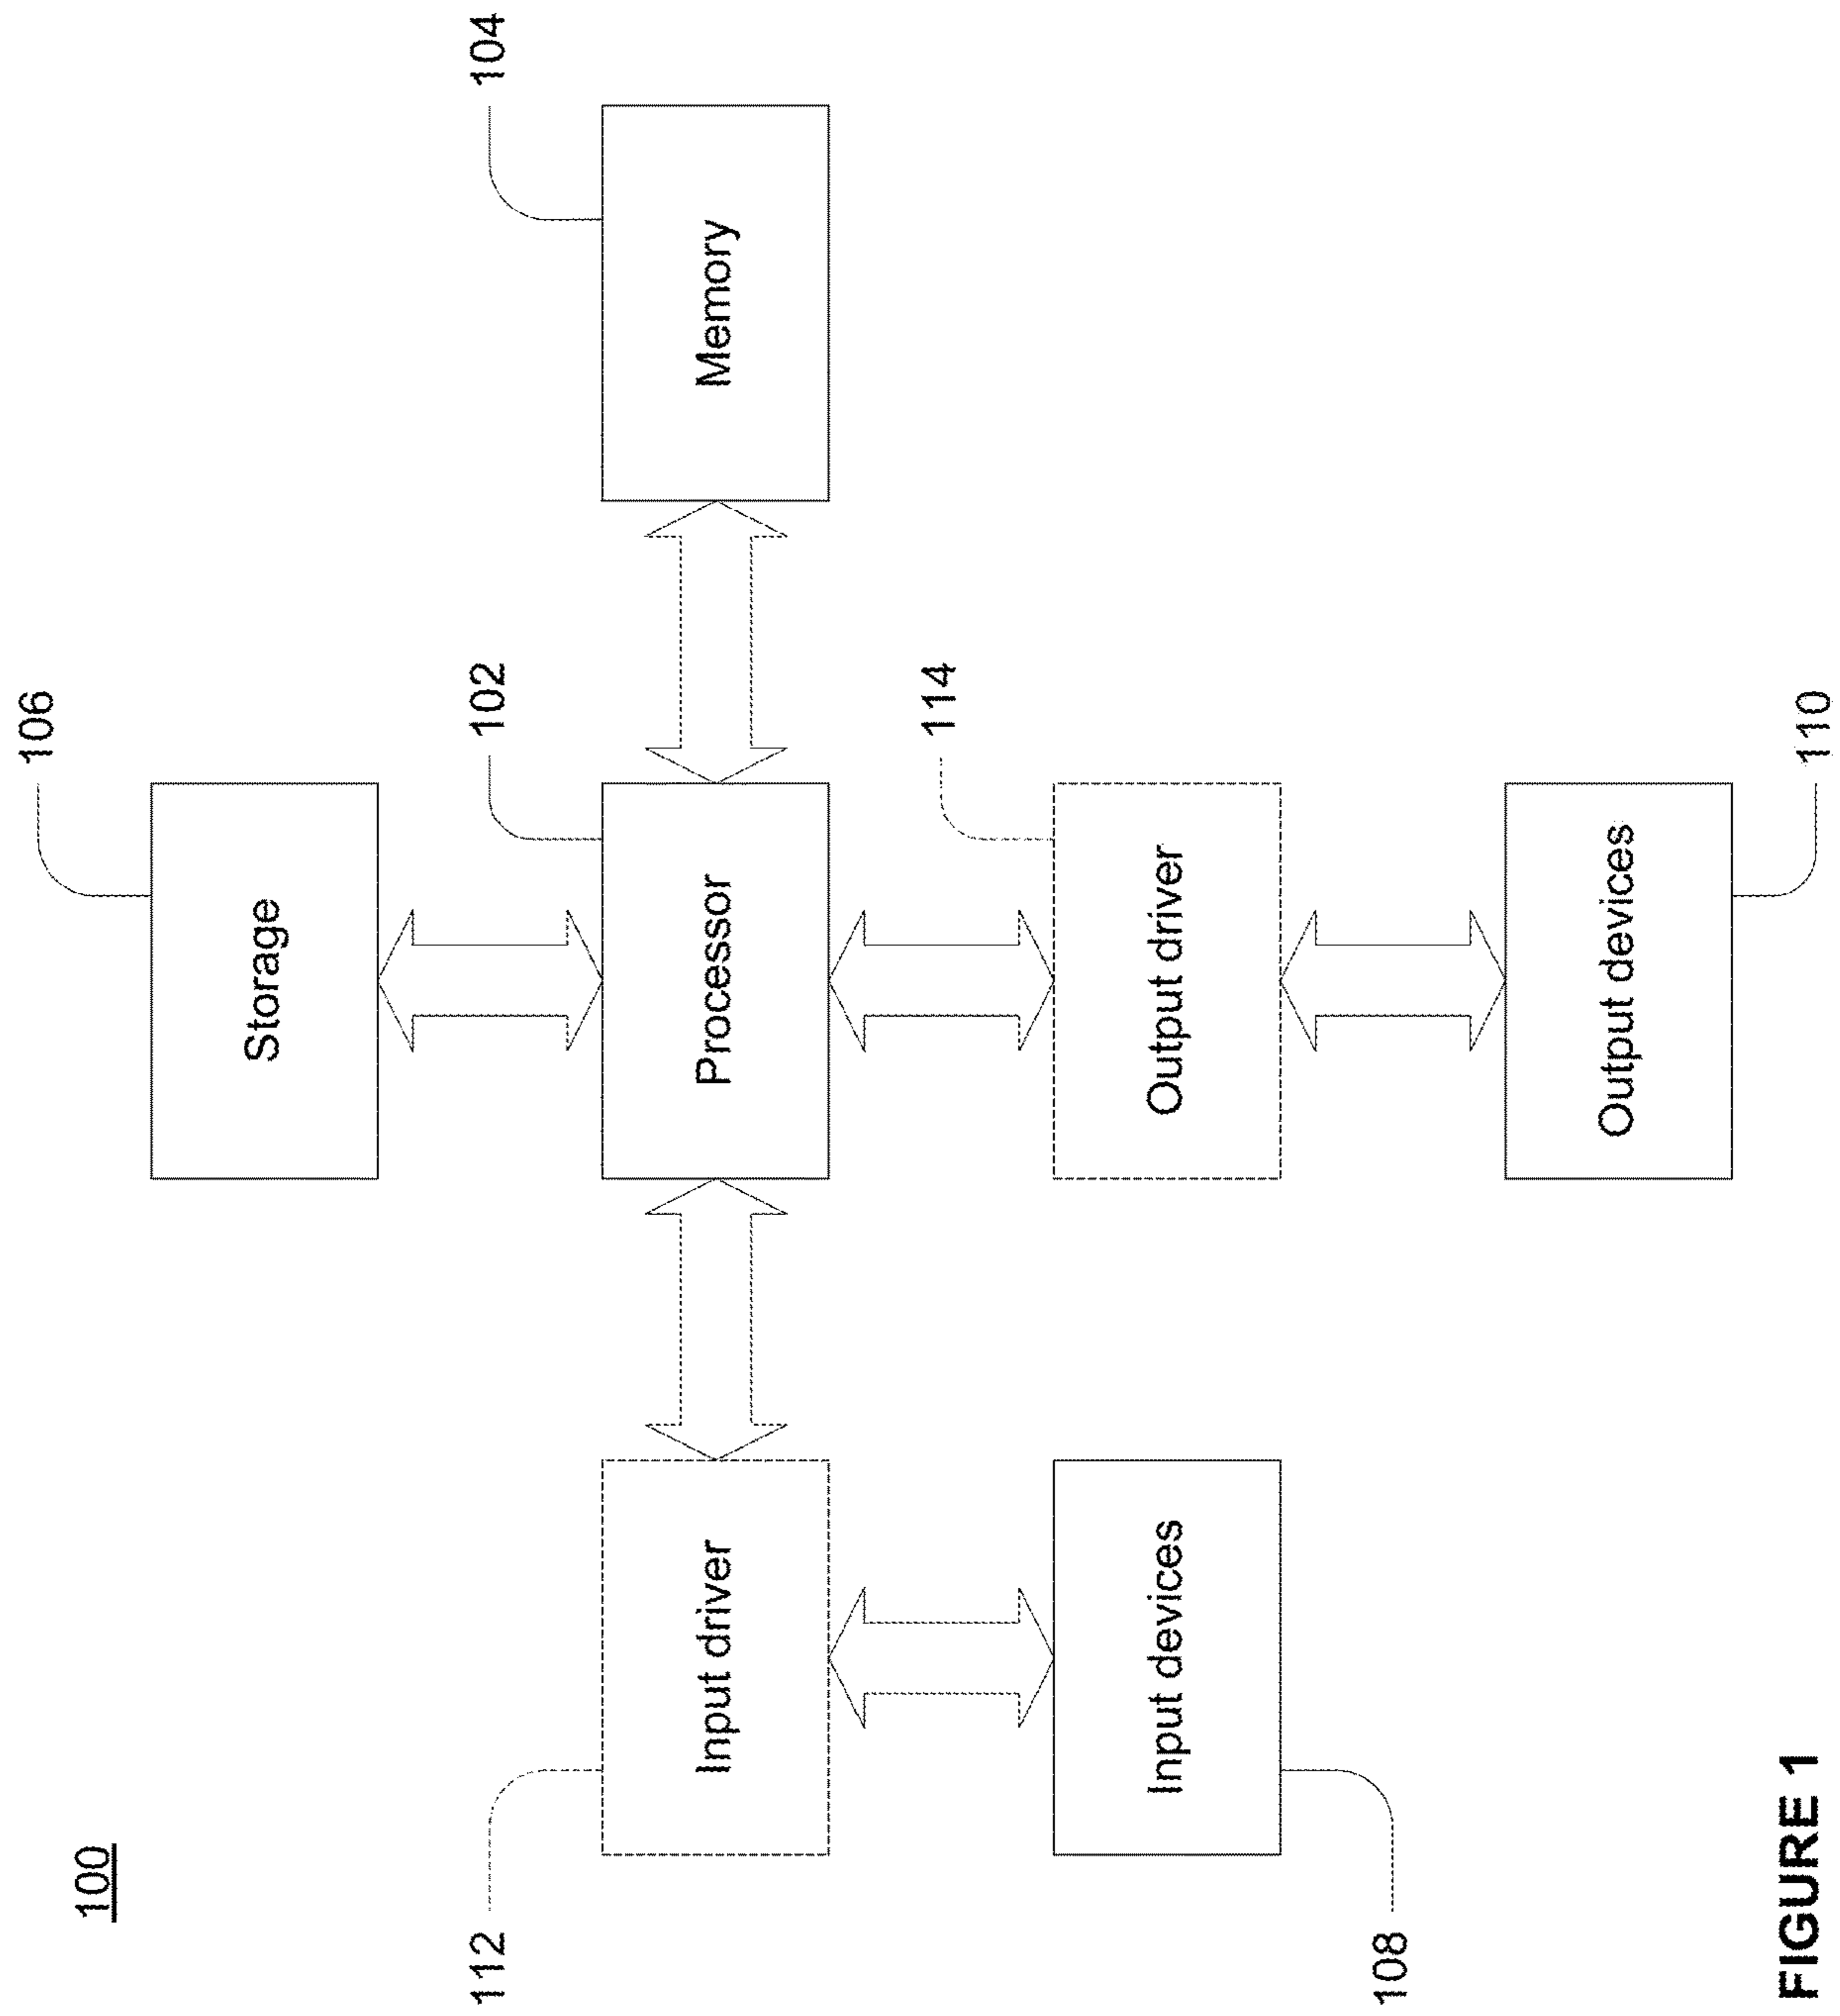 100
106
Storage
112
102
104
Input driver
Processor
Memory
114
Input devices
Output driver
108
Output devices
110
FIGURE 1